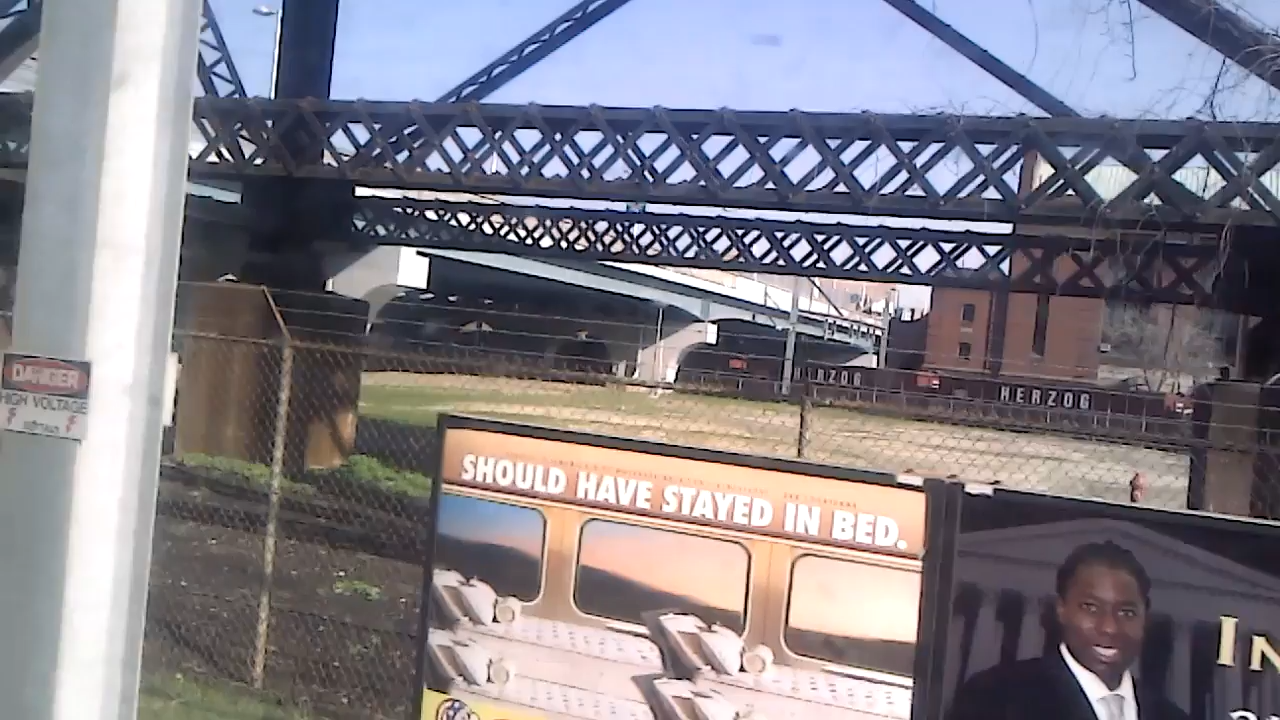 DANGER
HIGH VOLTAGE
HERZOG
HERZOG
SHOULD HAVE STAYED IN BED.
IN